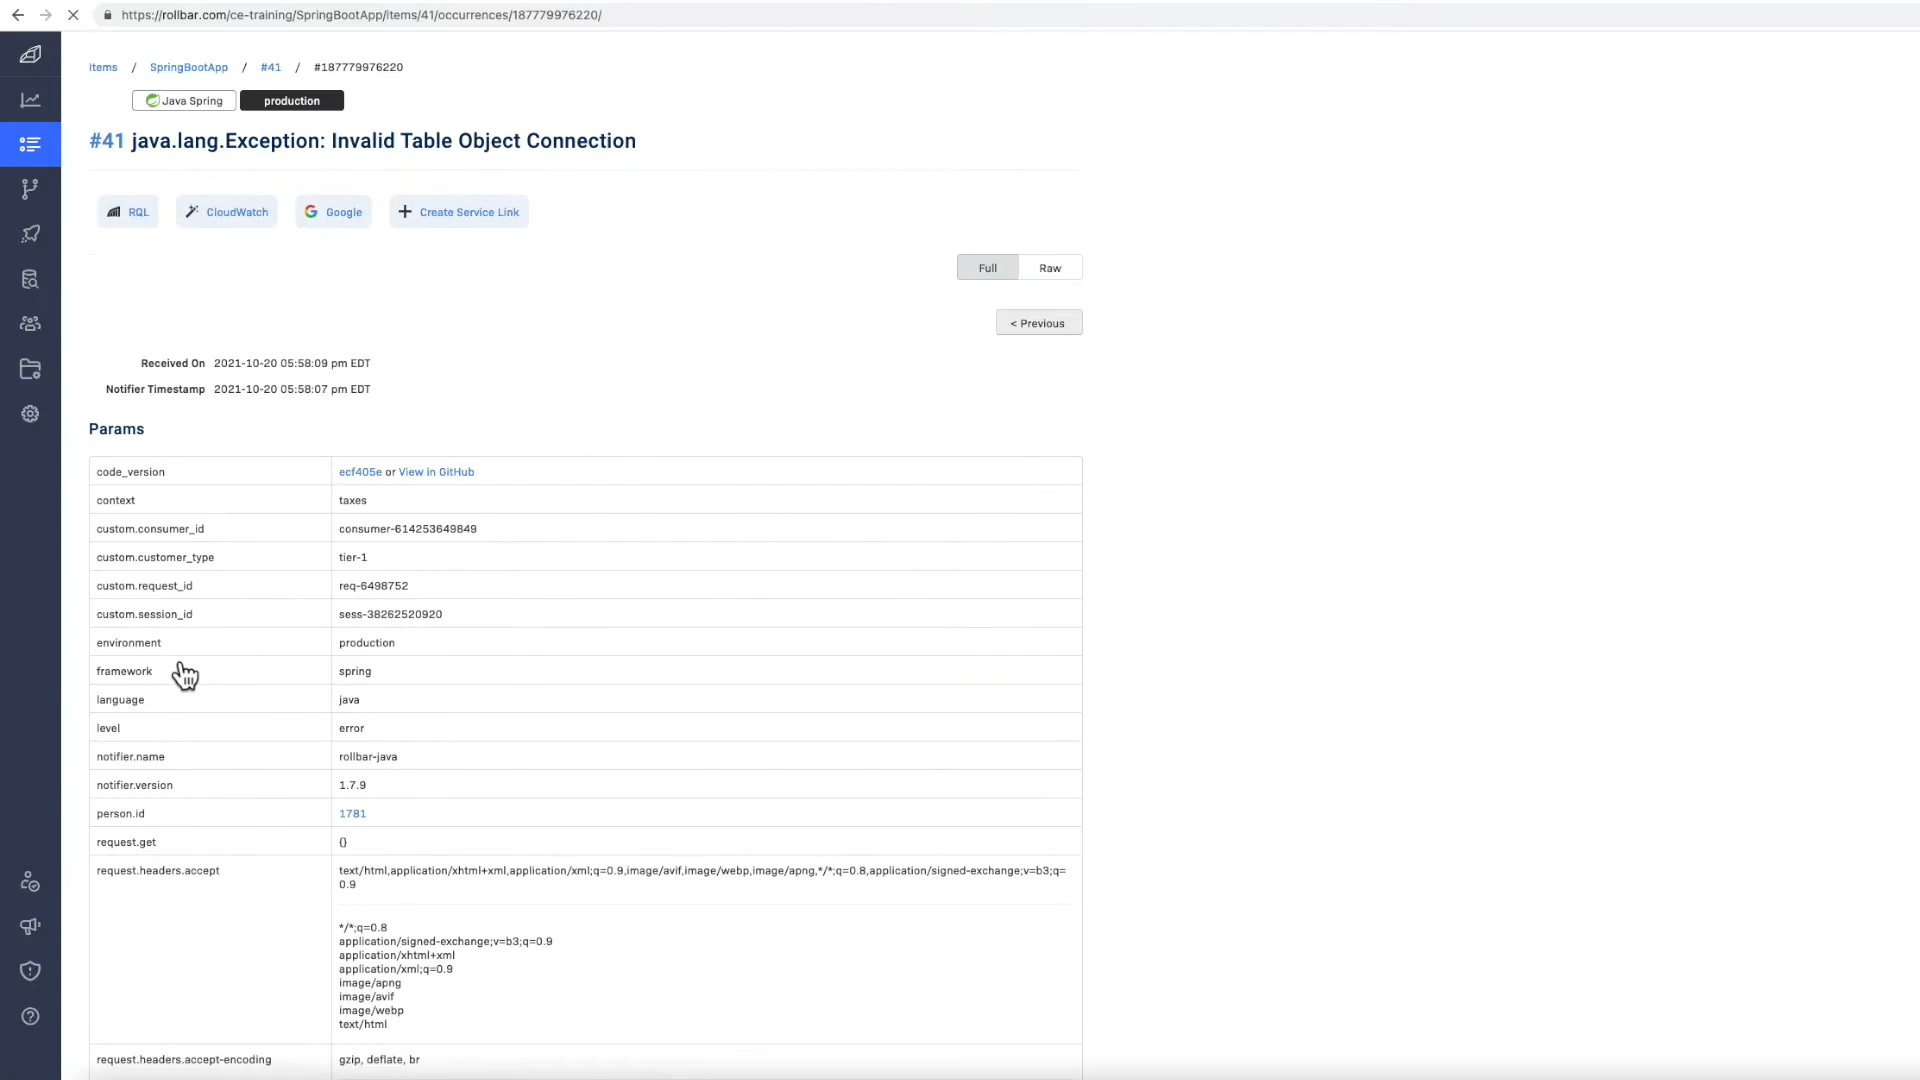 https://rollbar.com/ce-training/SpringBootApp/items/41/occurrences/187779976220/
Items / SpringBootApp / #41 / #187779976220
Java Spring production
#41 java.lang.Exception: Invalid Table Object Connection
RQL CloudWatch Google Create Service Link
Full Raw
< Previous
Received On 2021-10-20 05:58:09 pm EDT
Notifier Timestamp 2021-10-20 05:58:07 pm EDT
Params
code_version ecf405e or View in GitHub
context taxes
custom.consumer_id consumer-614253649849
custom.customer_type tier-1
custom.request_id req-6498752
custom.session_id sess-38262520920
environment production
framework spring
language java
level error
notifier.name rollbar-java
notifier.version 1.7.9
person.id 1781
request.get {}
request.headers.accept text/html,application/xhtml+xml,application/xml;q=0.9,image/avif,image/webp,image/apng,*/*;q=0.8,application/signed-exchange;v=b3;q=
0.9
*/*;q=0.8
application/signed-exchange;v=b3;q=0.9
application/xhtml+xml
application/xml;q=0.9
image/apng
image/avif
image/webp
text/html
request.headers.accept-encoding gzip, deflate, br